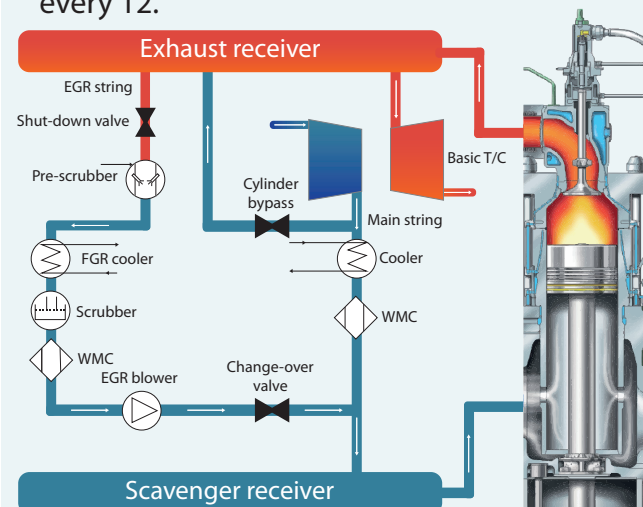 every 12.
Exhaust receiver
EGR string
Shut-down valve
Pre-scrubber
Basic T/C
Cylinder
bypass
Main string
FGR cooler
Cooler
Scrubber
WMC
WMC
EGR blower
Change-over
valve
Scavenger receiver